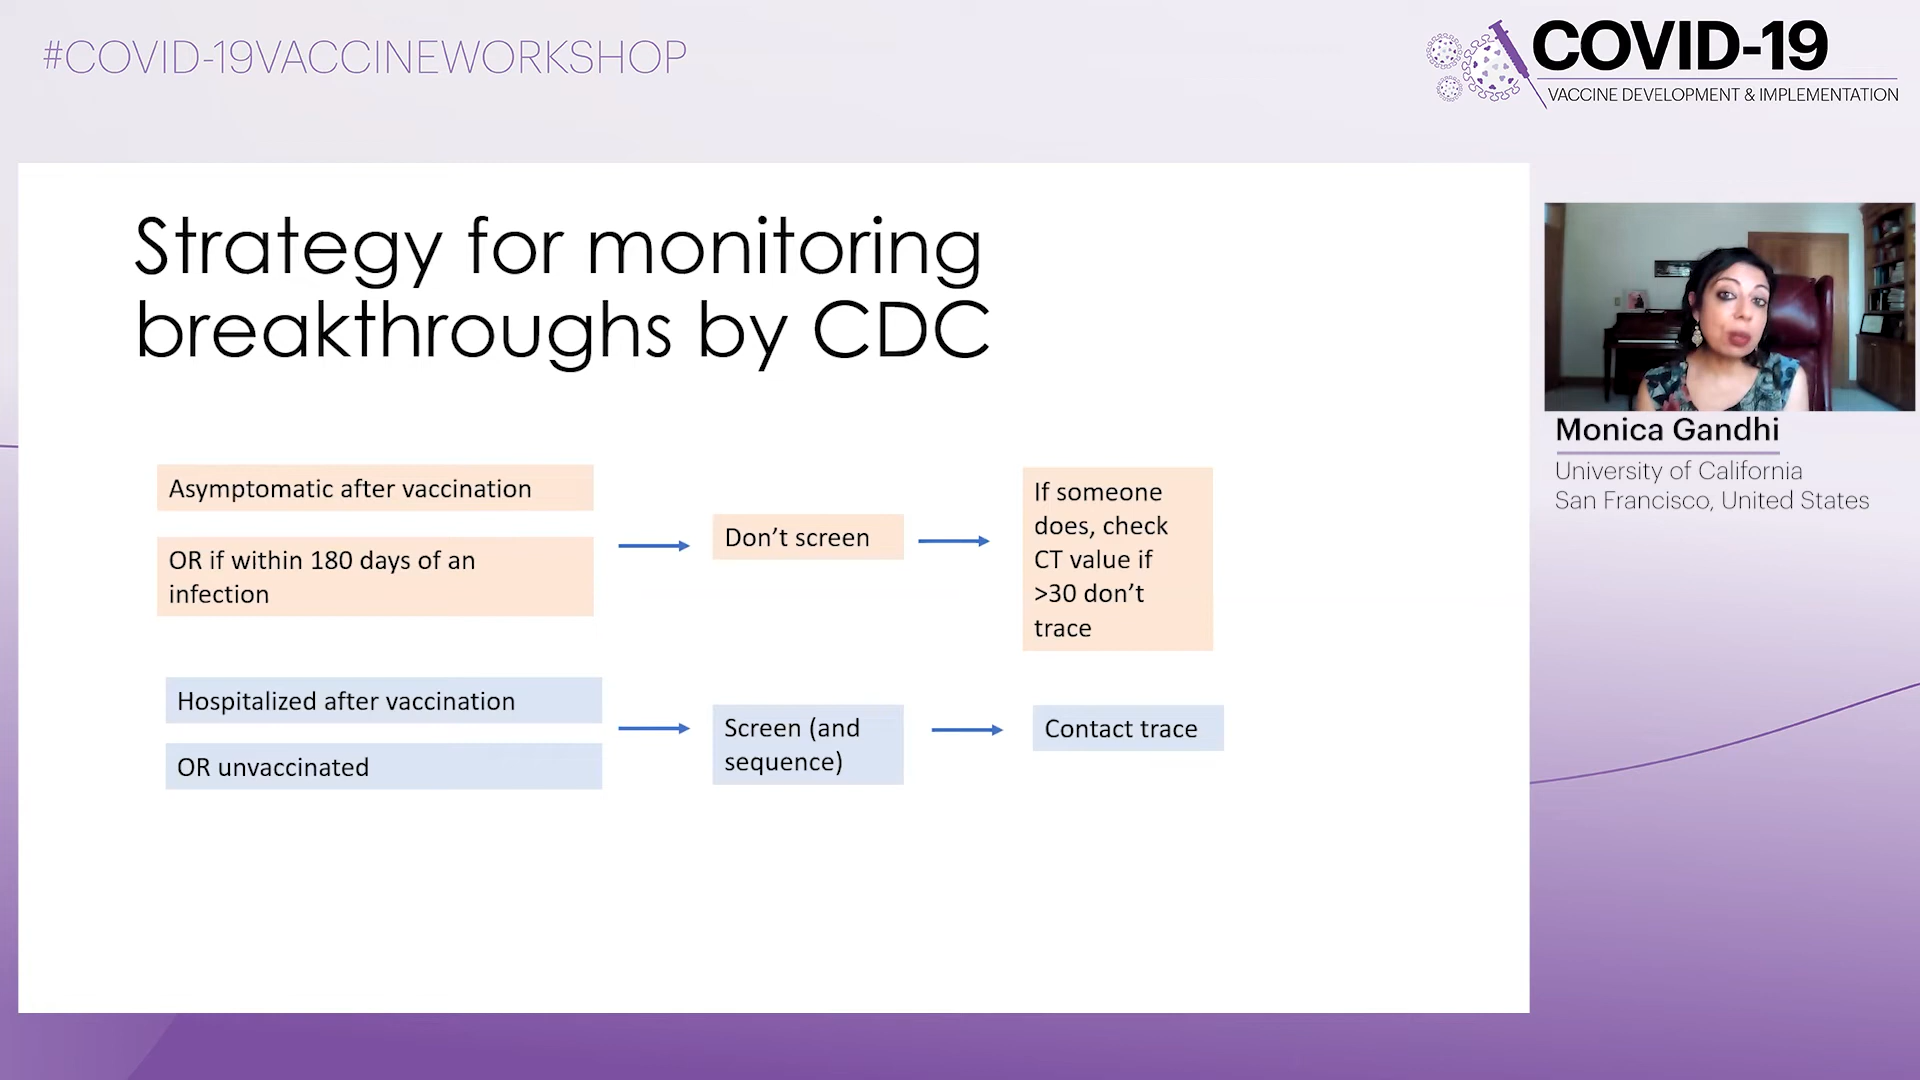 #COVID-19VACCINEWORKSHOP
COVID-19
VACCINE DEVELOPMENT & IMPLEMENTATION
Strategy for monitoring
breakthroughs by CDC
Asymptomatic after vaccination
OR if within 180 days of an
infection
Don’t screen
If someone
does, check
CT value if
>30 don’t
trace
Hospitalized after vaccination
OR unvaccinated
Screen (and
sequence)
Contact trace
Monica Gandhi
University of California
San Francisco, United States